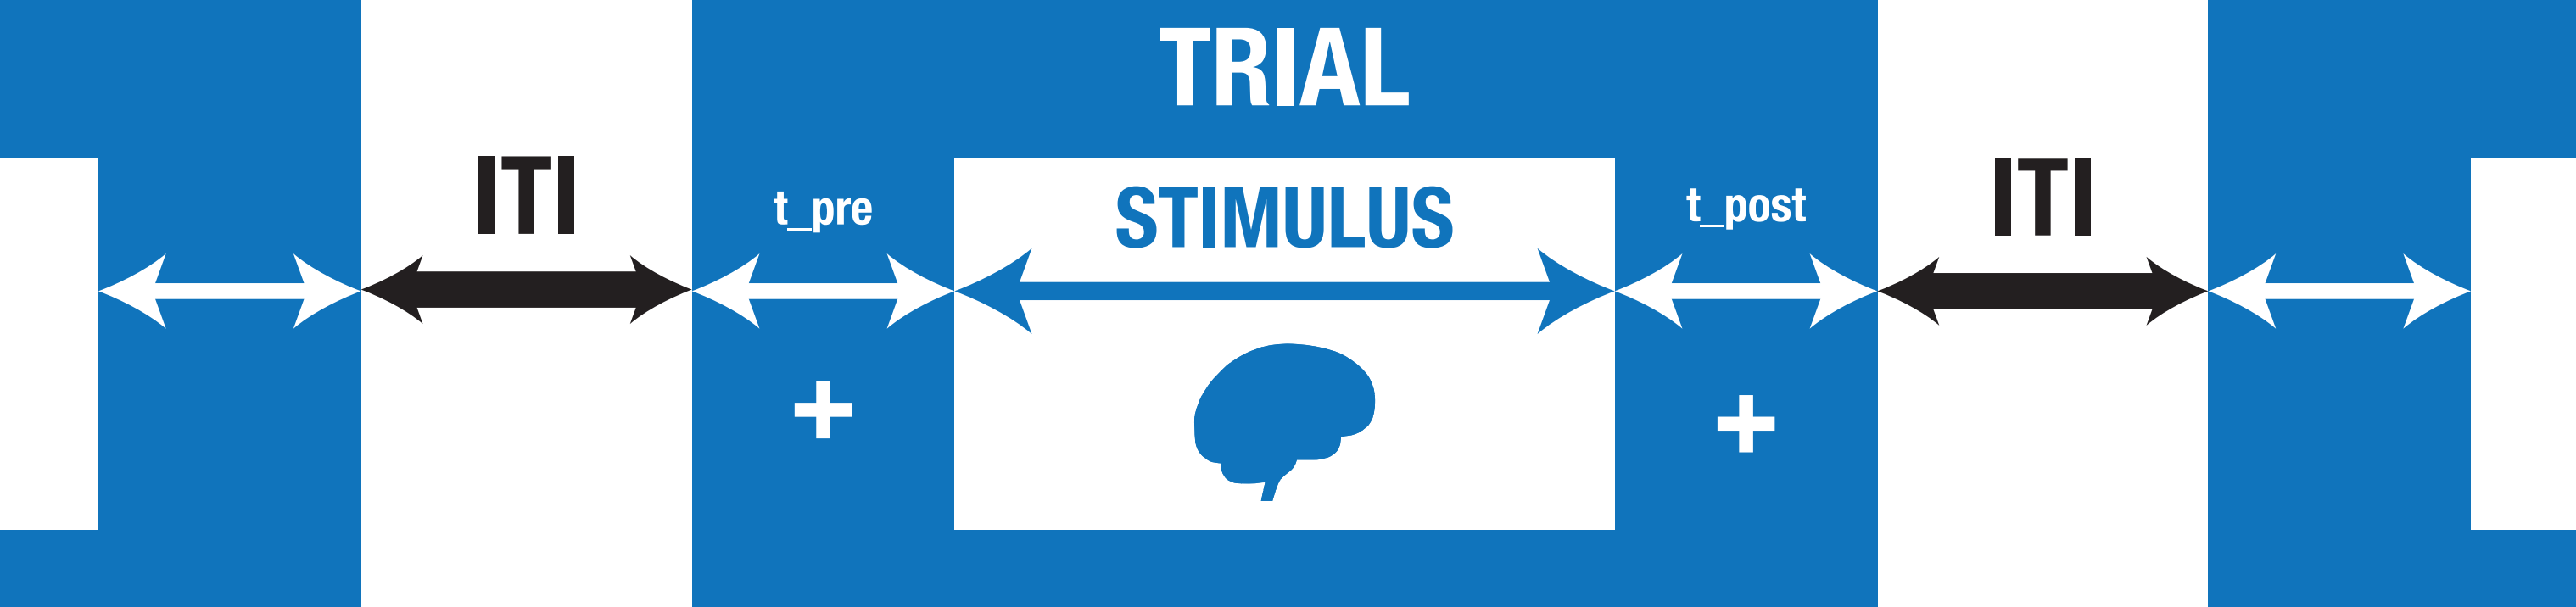 TRIAL
ITI
t_pre
STIMULUS
t_post
ITI
+
+